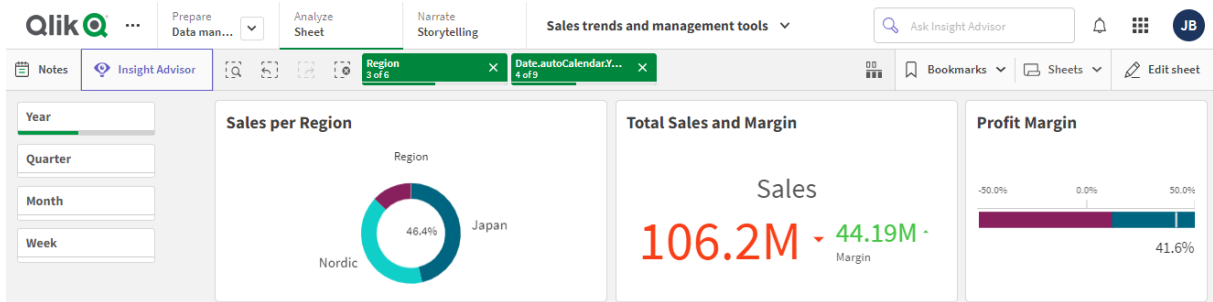 Qlik
...
Prepare
Data man...
Analyze
Sheet
Narrate
Storytelling
Sales trends and management tools
Ask Insight Advisor
JB
Notes
Insight Advisor
Region
3 of 6
Date.autoCalendar.Y...
4 of 9
Bookmarks
Sheets
Edit sheet
Year
Quarter
Month
Week
Sales per Region
Region
46.4%
Japan
Nordic
Total Sales and Margin
Sales
106.2M
44.19M
Margin
Profit Margin
-50.0% 0.0% 50.0%
41.6%